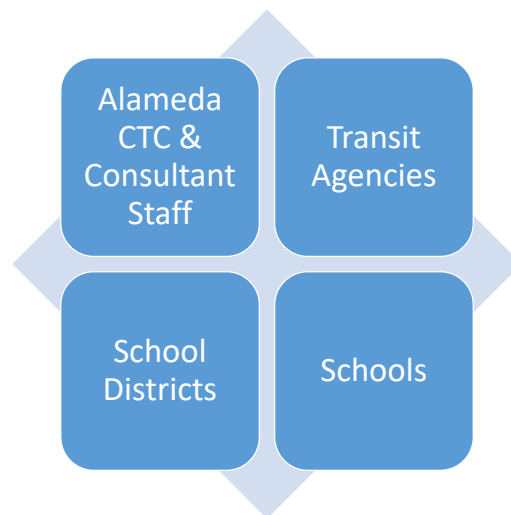 Alameda
CTC &
Consultant
Staff
Transit
Agencies
School
Districts
Schools